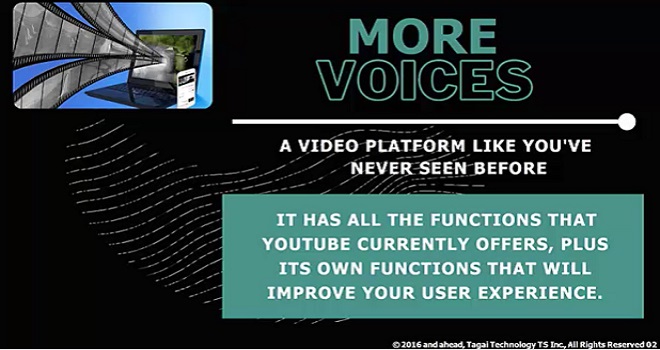 MORE
VOICES
A VIDEO PLATFORM LIKE YOU'VE
NEVER SEEN BEFORE
IT HAS ALL THE FUNCTIONS THAT
YOUTUBE CURRENTLY OFFERS, PLUS
ITS OWN FUNCTIONS THAT WILL
IMPROVE YOUR USER EXPERIENCE.
© 2016 and ahead, Tagai Technology TS Inc, All Rights Reserved 02